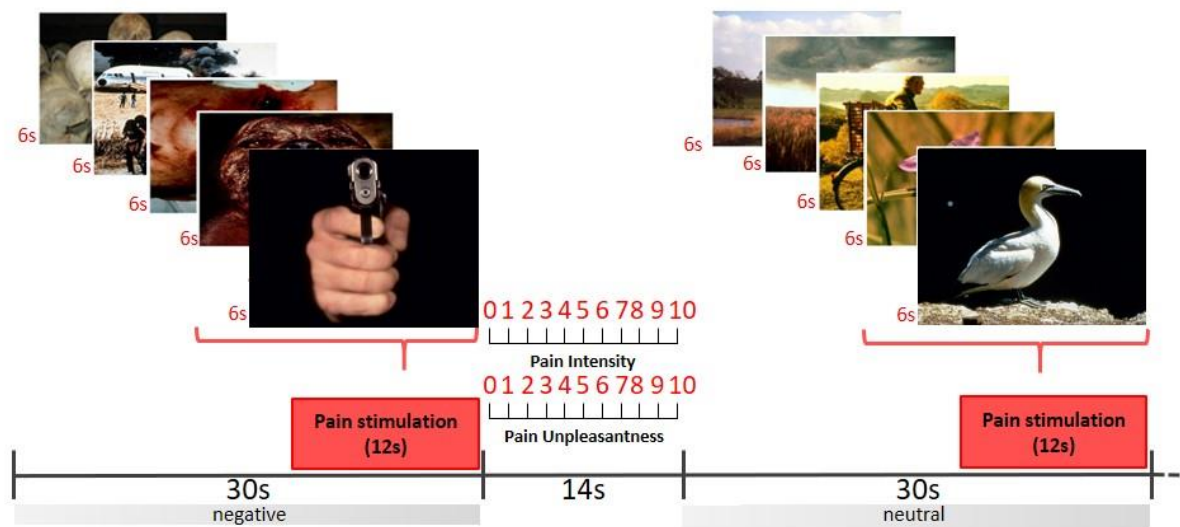 6s
6s
6s
6s
6s
0 1 2 3 4 5 6 7 8 9 10
Pain Intensity
0 1 2 3 4 5 6 7 8 9 10
Pain Unpleasantness
Pain stimulation
(12s)
6s
6s
6s
6s
6s
Pain stimulation
(12s)
30s
14s
30s
negative
neutral